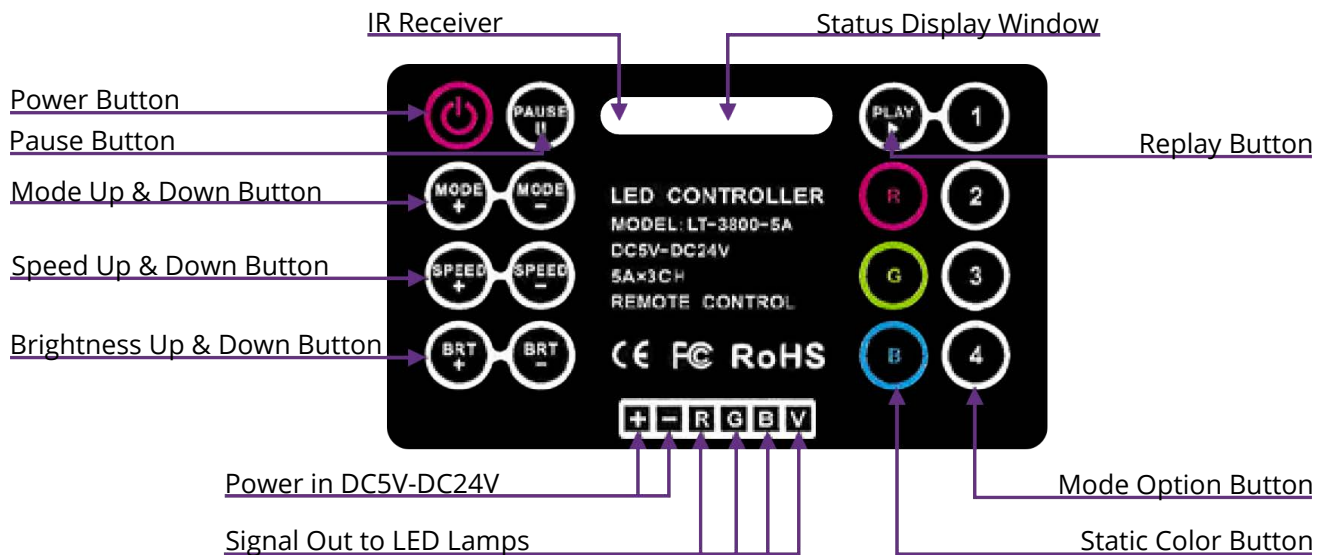 IR Receiver
Status Display Window
Power Button
Pause Button
Mode Up & Down Button
Speed Up & Down Button
Brightness Up & Down Button
PAUSE
MODE
+
MODE
-
SPEED
+
SPEED
-
BRT
+
BRT
-
LED CONTROLLER
MODEL:LT-3800-5A
DC5V-DC24V
5A×3CH
REMOTE CONTROL
CE FC RoHS
+ - R G B V
PLAY
1
R
2
G
3
B
4
Replay Button
Power in DC5V-DC24V
Signal Out to LED Lamps
Mode Option Button
Static Color Button